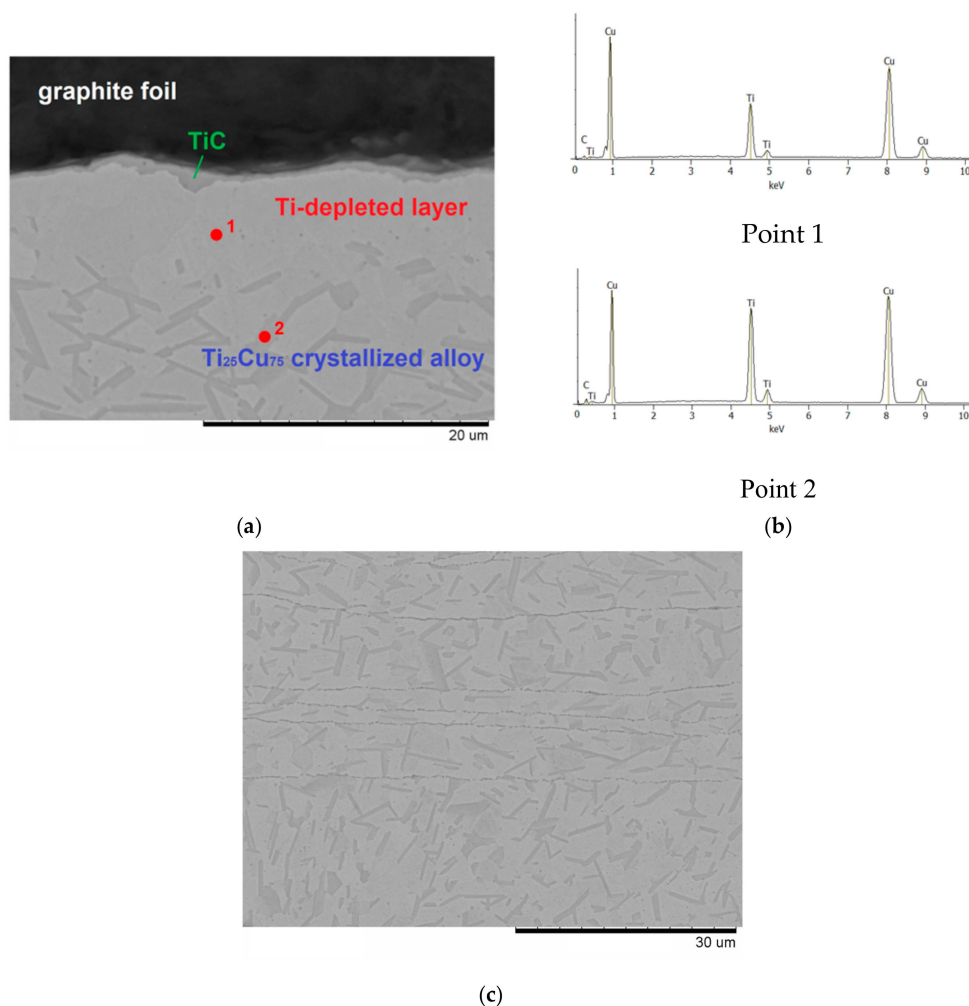 graphite foil
TiC
Ti-depleted layer
1
2
Ti₂₅Cu₇₅ crystallized alloy
20 um
Cu
Cu
Ti
Cu
C
Ti
Ti
0 1 2 3 4 5 6 7 8 9 10
keV
Point 1
Cu
Ti
Cu
C
Ti
Ti
Cu
0 1 2 3 4 5 6 7 8 9 10
keV
Point 2
(a)
(b)
30 um
(c)